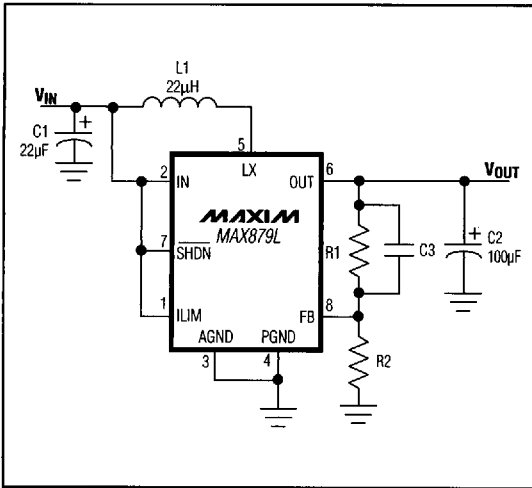 L1
22µH
VIN
C1
22µF
+
5
LX
2
IN
OUT
6
VOUT
MAXIM
MAX879L
7
SHDN
R1
C3
+
C2
100µF
1
ILIM
FB
8
AGND
PGND
3
4
R2